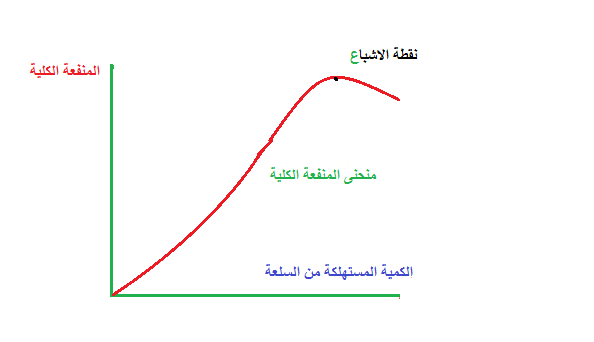 نقطة الاشباع
المنفعة الكلية
منحنى المنفعة الكلية
الكمية المستهلكة من السلعة